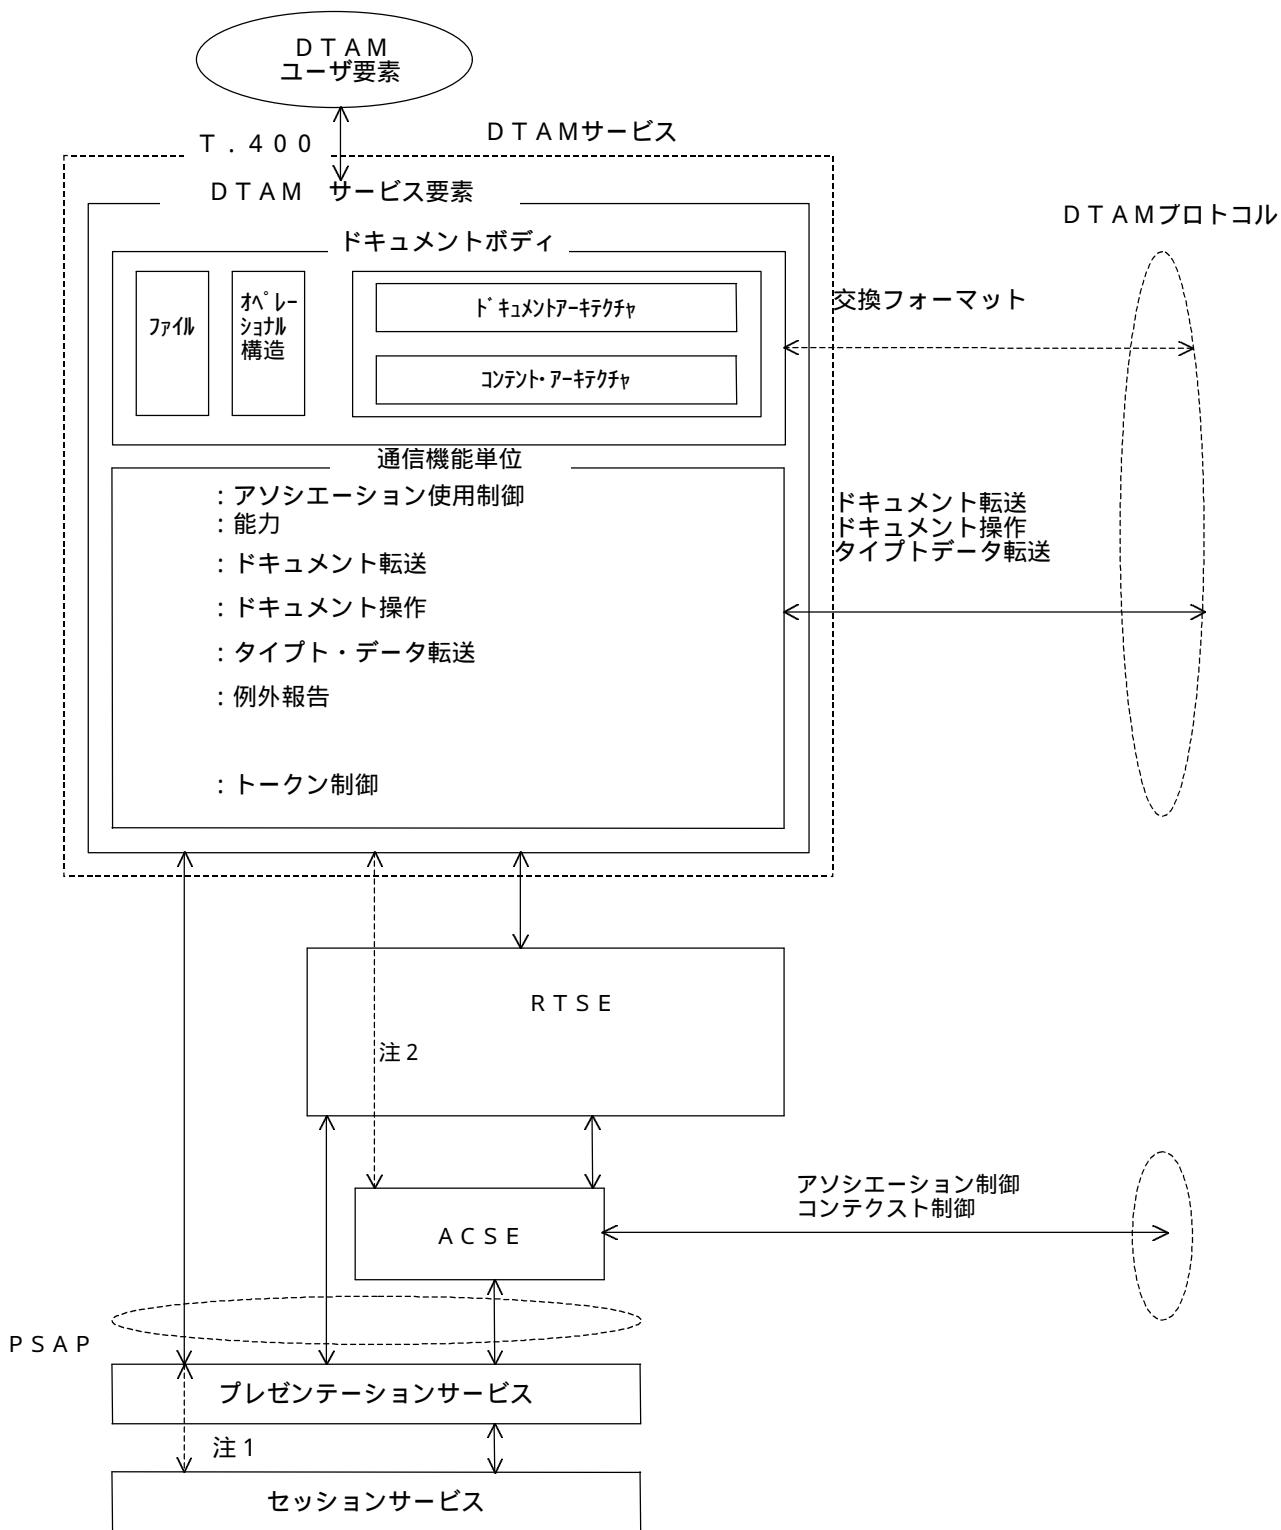 ＤＴＡＭ
ユーザ要素
Ｔ．４００
ＤＴＡＭサービス
ＤＴＡＭ　サービス要素
ＤＴＡＭプロトコル
ドキュメントボディ
ﾌｧｲﾙ
ｵﾍﾟﾚｰ
ｼｮﾅﾙ
構造
ﾄﾞｷｭﾒﾝﾄｱｰｷﾃｸﾁｬ
ｺﾝﾃﾝﾄ・ｱｰｷﾃｸﾁｬ
交換フォーマット
通信機能単位
：アソシエーション使用制御
：能力
：ドキュメント転送
：ドキュメント操作
：タイプト・データ転送
：例外報告
：トークン制御
ドキュメント転送
ドキュメント操作
タイプトデータ転送
ＲＴＳＥ
注２
アソシエーション制御
コンテクスト制御
ＡＣＳＥ
ＰＳＡＰ
プレゼンテーションサービス
注１
セッションサービス